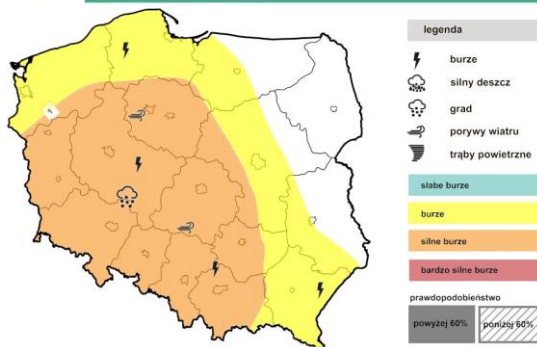 legenda
burze
silny deszcz
grad
porywy wiatru
trąby powietrzne
słabe burze
burze
silne burze
bardzo silne burze
prawdopodobieństwo
powyżej 60%
poniżej 60%